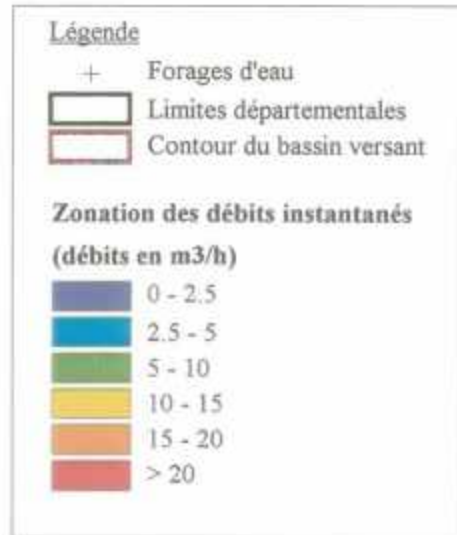 Légende
+ Forages d'eau
Limites départementales
Contour du bassin versant
Zonation des débits instantanés
(débits en m3/h)
0 - 2.5
2.5 - 5
5 - 10
10 - 15
15 - 20
> 20